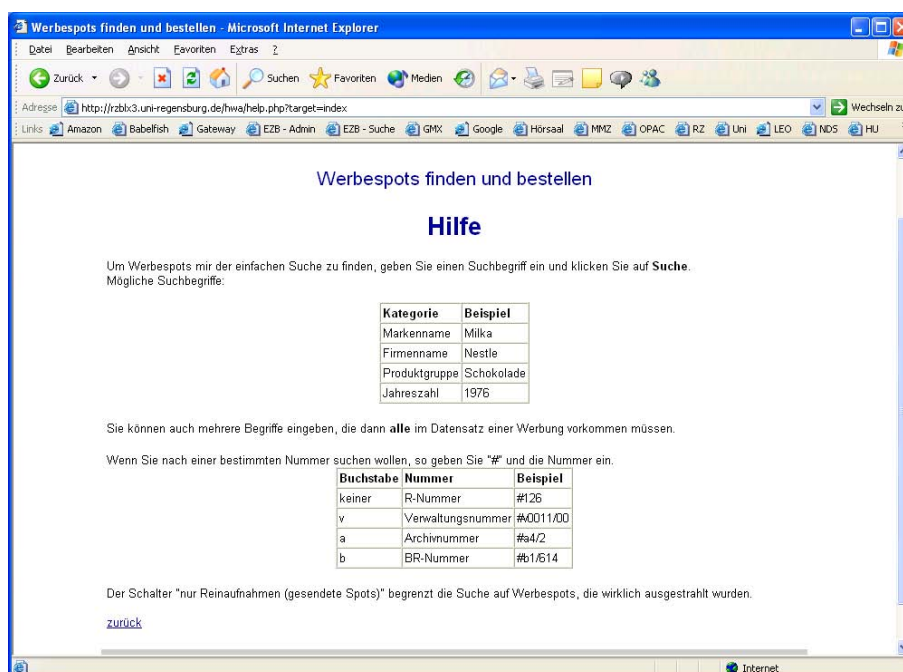 Werbespots finden und bestellen - Microsoft Internet Explorer
Datei Bearbeiten Ansicht Favoriten Extras ?
Zurück Suchen Favoriten Medien
Adresse http://rzblx3.uni-regensburg.de/hwa/help.php?target=index Wechseln zu
Links Amazon Babelfish Gateway EZB - Admin EZB - Suche GMX Google Hörsaal MMZ OPAC RZ Uni LEO NDS HU
Werbespots finden und bestellen
Hilfe
Um Werbespots mir der einfachen Suche zu finden, geben Sie einen Suchbegriff ein und klicken Sie auf Suche.
Mögliche Suchbegriffe:
Kategorie Beispiel
Markenname Milka
Firmenname Nestle
Produktgruppe Schokolade
Jahreszahl 1976
Sie können auch mehrere Begriffe eingeben, die dann alle im Datensatz einer Werbung vorkommen müssen.
Wenn Sie nach einer bestimmten Nummer suchen wollen, so geben Sie "#" und die Nummer ein.
Buchstabe Nummer Beispiel
keiner R-Nummer #126
v Verwaltungsnummer #v0011/00
a Archivnummer #a4/2
b BR-Nummer #b1/614
Der Schalter "nur Reinaufnahmen (gesendete Spots)" begrenzt die Suche auf Werbespots, die wirklich ausgestrahlt wurden.
zurück
Internet